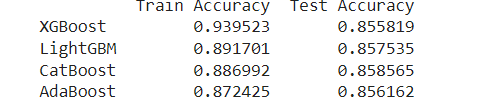 Train Accuracy Test Accuracy
XGBoost 0.939523 0.855819
LightGBM 0.891701 0.857535
CatBoost 0.886992 0.858565
AdaBoost 0.872425 0.856162